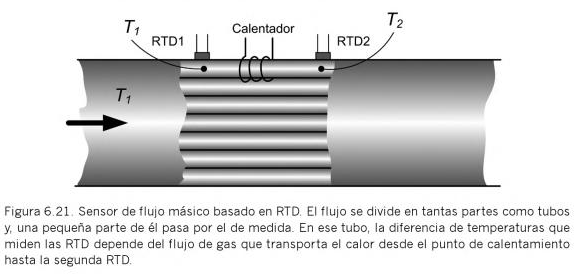 T₁
T₂
RTD1
Calentador
RTD2
T₁
Figura 6.21. Sensor de flujo másico basado en RTD. El flujo se divide en tantas partes como tubos
y, una pequeña parte de él pasa por el de medida. En ese tubo, la diferencia de temperaturas que
miden las RTD depende del flujo de gas que transporta el calor desde el punto de calentamiento
hasta la segunda RTD.